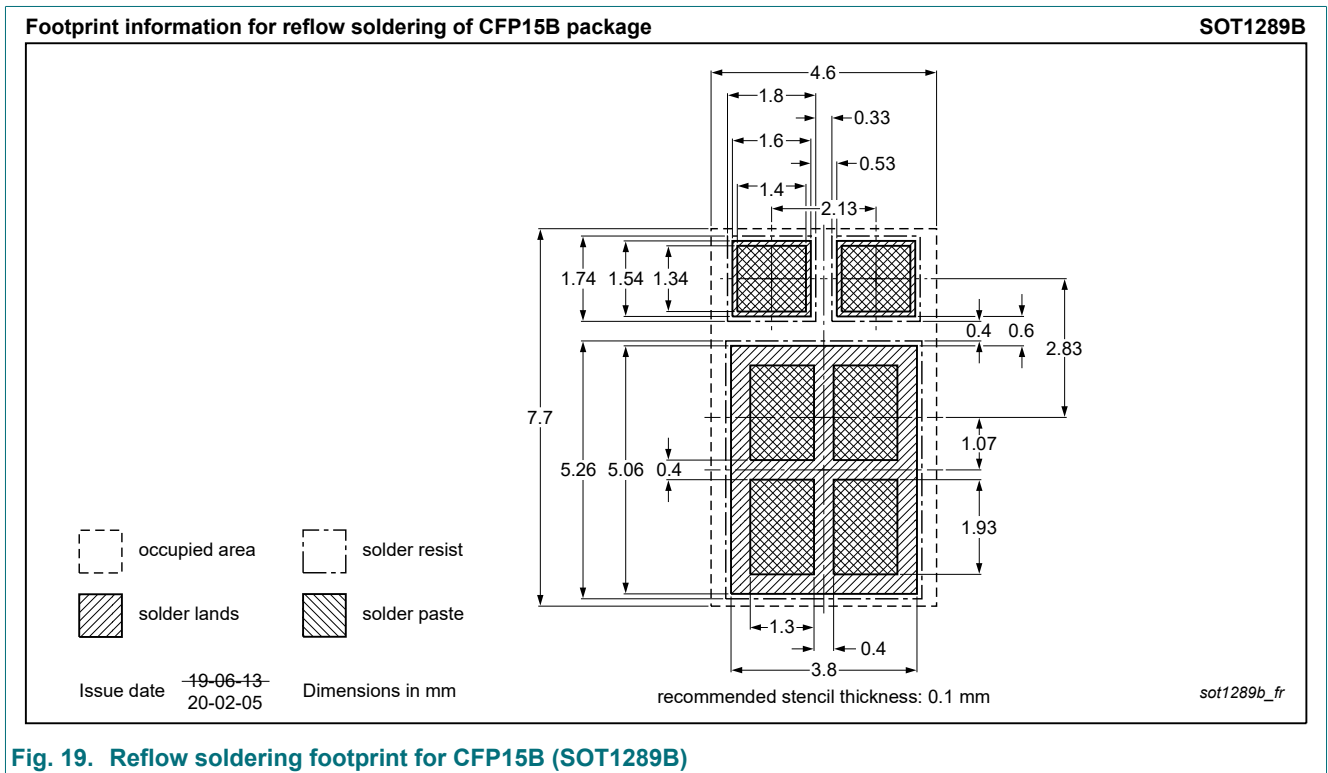 Footprint information for reflow soldering of CFP15B package SOT1289B
4.6
1.8
0.33
1.6
0.53
1.4
2.13
1.74 1.54 1.34
0.4 0.6
2.83
7.7
1.07
5.26 5.06 0.4
1.93
occupied area solder resist
solder lands solder paste
1.3
0.4
3.8
Issue date 19-06-13 Dimensions in mm
20-02-05
recommended stencil thickness: 0.1 mm sot1289b_fr
Fig. 19. Reflow soldering footprint for CFP15B (SOT1289B)